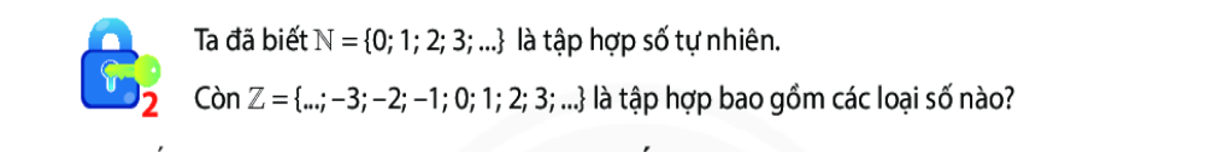 Ta đã biết ℕ = {0; 1; 2; 3; ...} là tập hợp số tự nhiên.
2 Còn ℤ = {...; −3; −2; −1; 0; 1; 2; 3; ...} là tập hợp bao gồm các loại số nào?